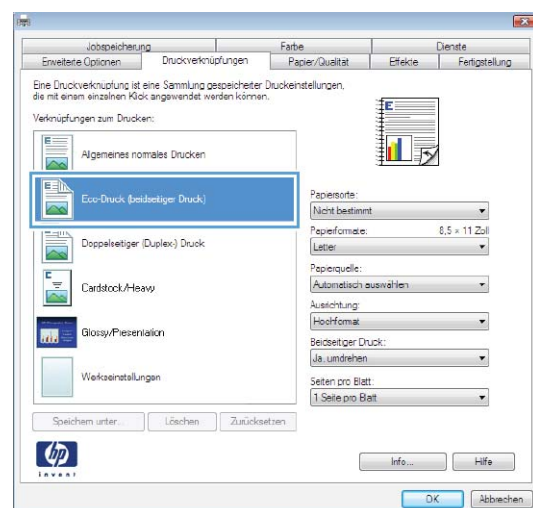 Jobspeicherung Farbe Dienste
Erweiterte Optionen Druckverknüpfungen Papier/Qualität Effekte Fertigstellung
Eine Druckverknüpfung ist eine Sammlung gespeicherter Druckeinstellungen,
die mit einem einzelnen Klick angewendet werden können.
Verknüpfungen zum Drucken:
Allgemeines normales Drucken
Eco-Druck (beidseitiger Druck)
Doppelseitiger (Duplex-) Druck
Cardstock/Heavy
Glossy/Presentation
Werkseinstellungen
Speichern unter... Löschen Zurücksetzen
Papiersorte:
Nicht bestimmt
Papierformate: 8,5 × 11 Zoll
Letter
Papierquelle:
Automatisch auswählen
Ausrichtung:
Hochformat
Beidseitiger Druck:
Ja, umdrehen
Seiten pro Blatt:
1 Seite pro Blatt
hp
invent
Info... Hilfe
OK Abbrechen